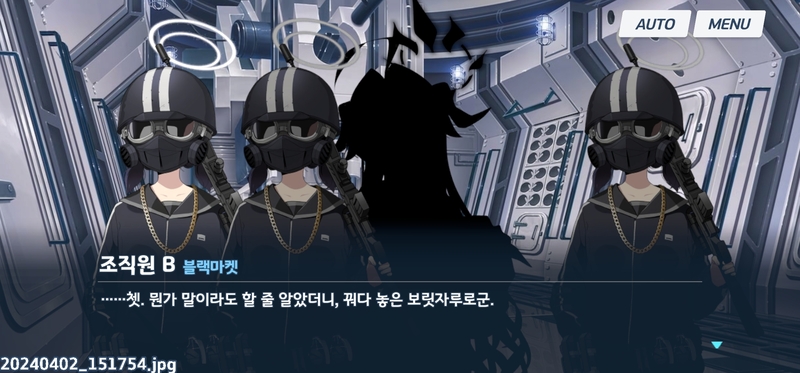 AUTO MENU
조직원 B 블랙마켓
……쳇. 뭔가 말이라도 할 줄 알았더니, 꿔다 놓은 보릿자루로군.
20240402_151754.jpg